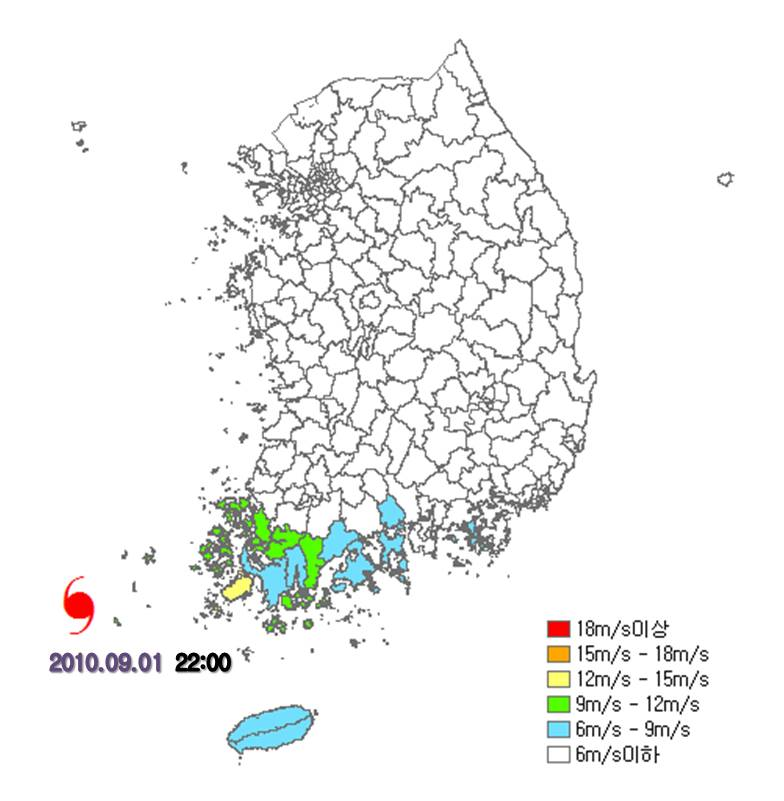 2010.09.01 22:00
18m/s이상
15m/s - 18m/s
12m/s - 15m/s
9m/s - 12m/s
6m/s - 9m/s
6m/s이하